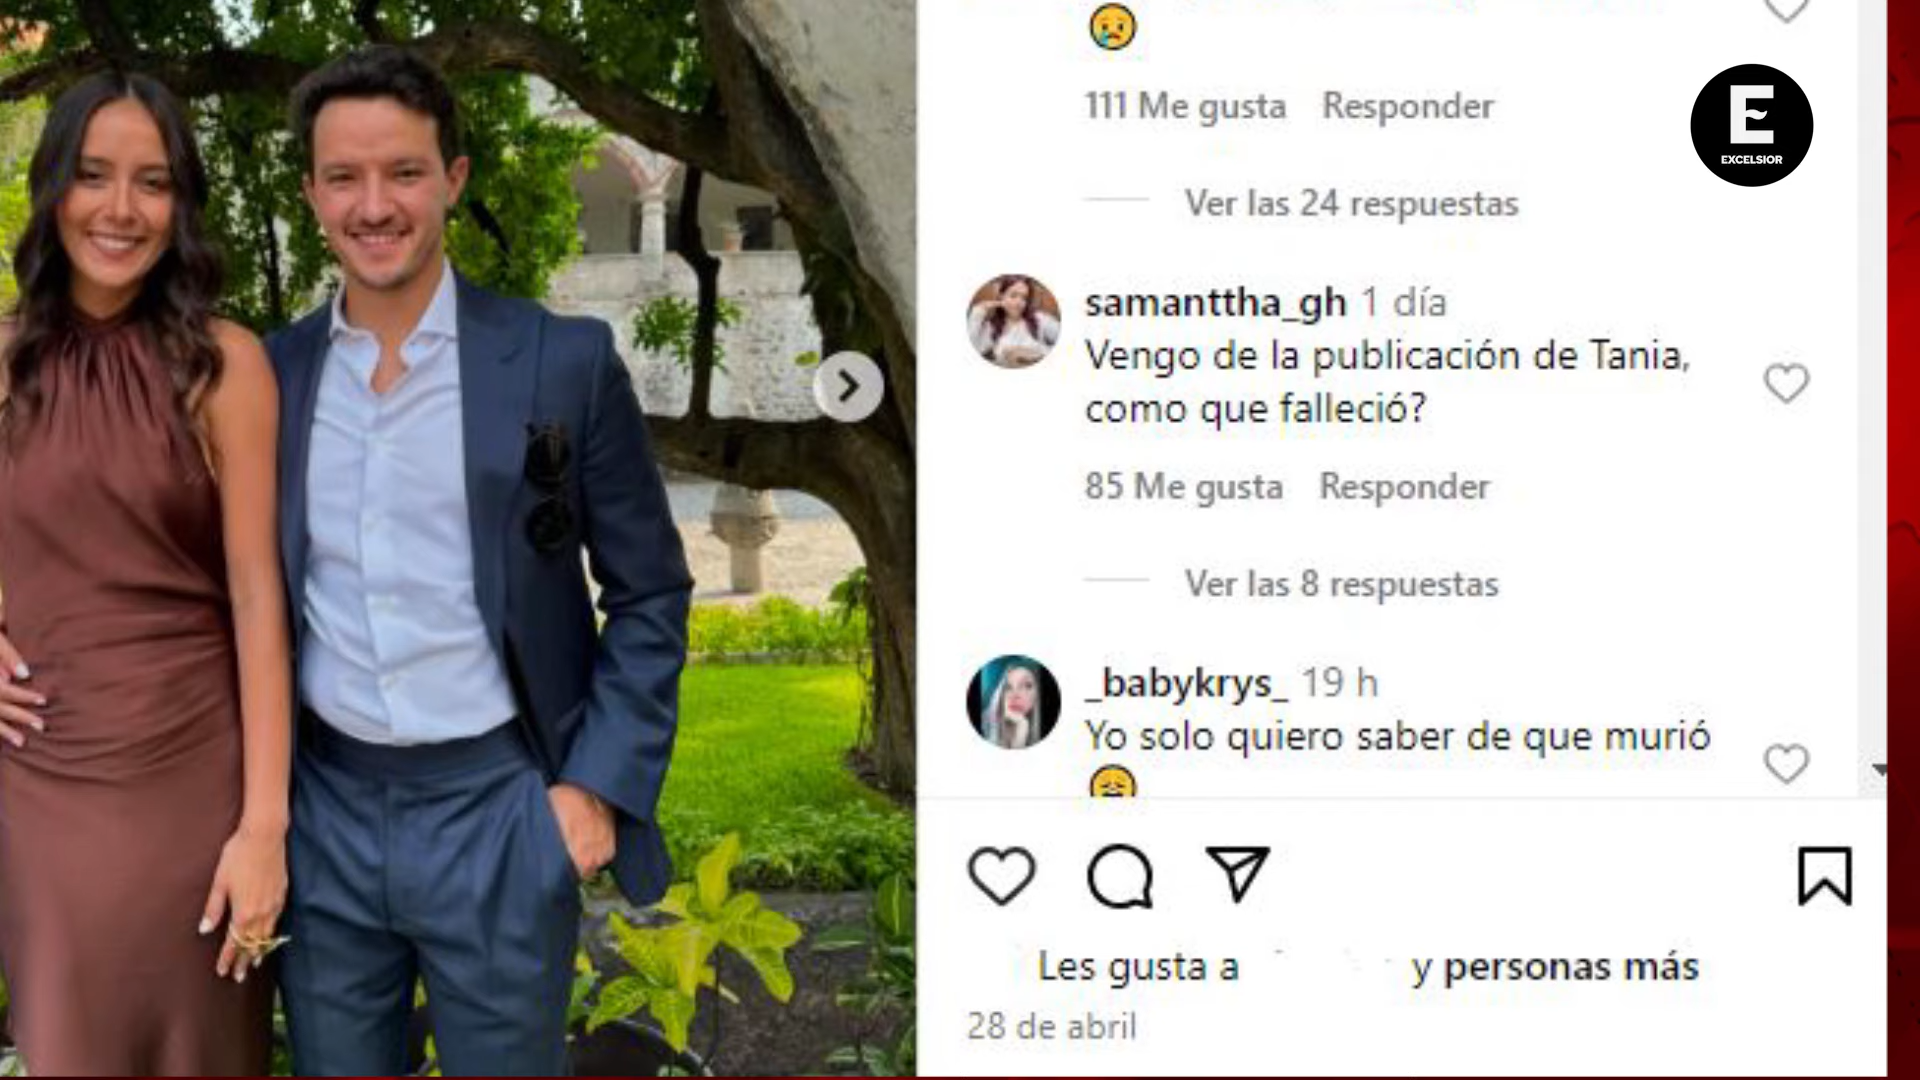 111 Me gusta Responder
E
EXCELSIOR
Ver las 24 respuestas
samanttha_gh 1 día
Vengo de la publicación de Tania,
como que falleció?
85 Me gusta Responder
Ver las 8 respuestas
_babykrys_ 19 h
Yo solo quiero saber de que murió
Les gusta a y personas más
28 de abril